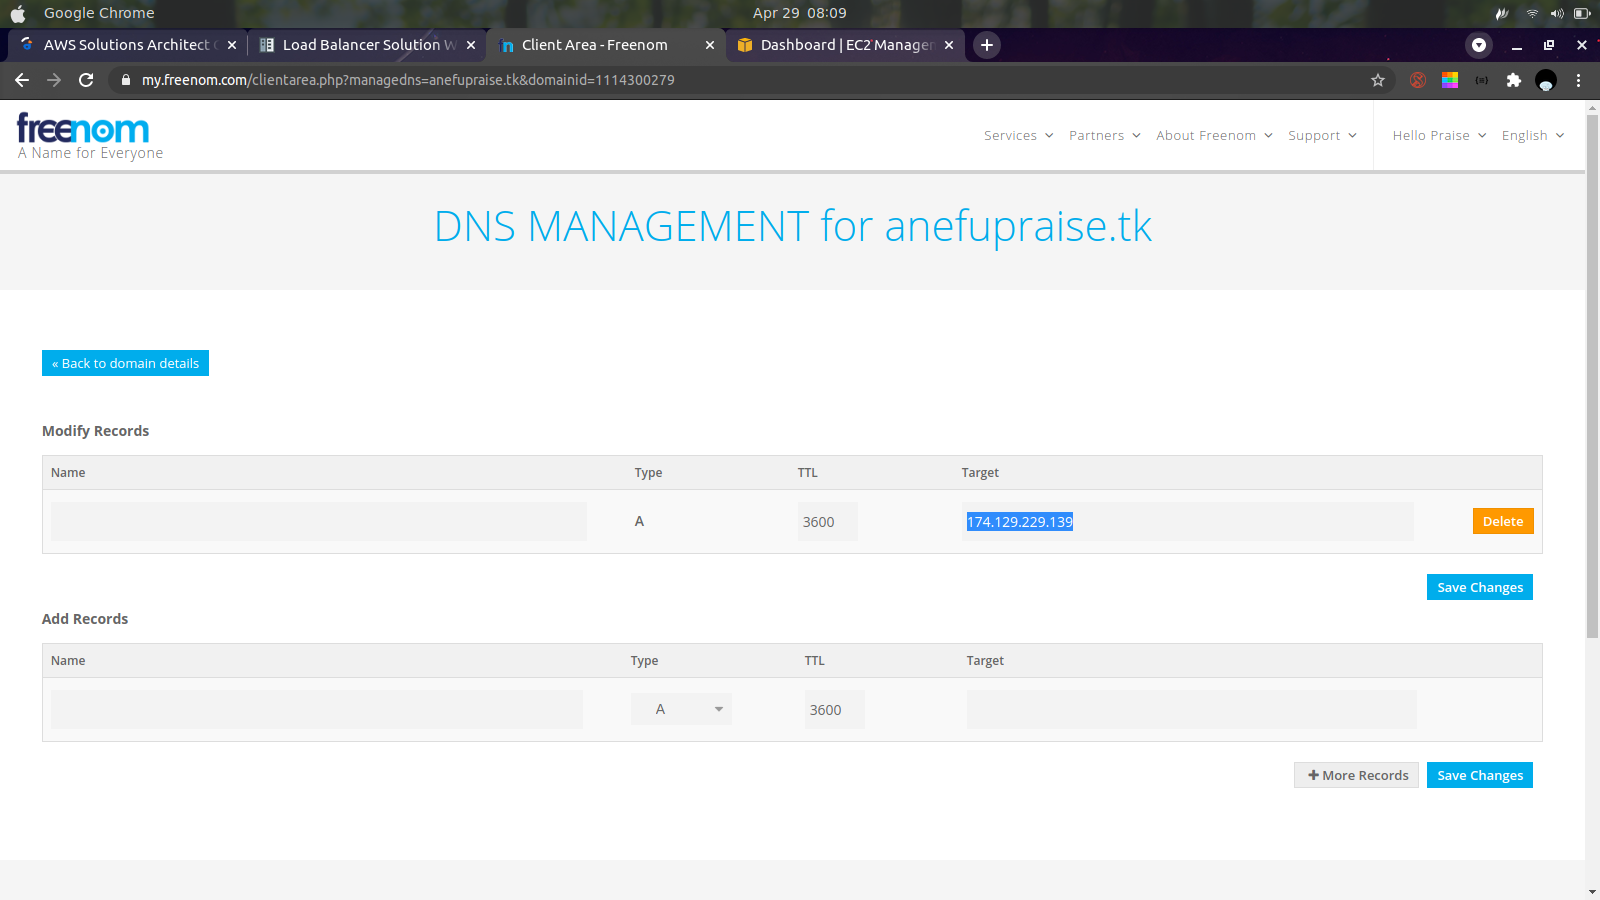 Google Chrome
Apr 29 08:09
AWS Solutions Architect
Load Balancer Solution W
Client Area - Freenom
Dashboard | EC2 Manager
my.freenom.com/clientarea.php?managedns=anefupraise.tk&domainid=1114300279
freenom
A Name for Everyone
Services
Partners
About Freenom
Support
Hello Praise
English
DNS MANAGEMENT for anefupraise.tk
« Back to domain details
Modify Records
Name Type TTL Target
A 3600 174.129.229.139 Delete
Save Changes
Add Records
Name Type TTL Target
A 3600
+ More Records Save Changes